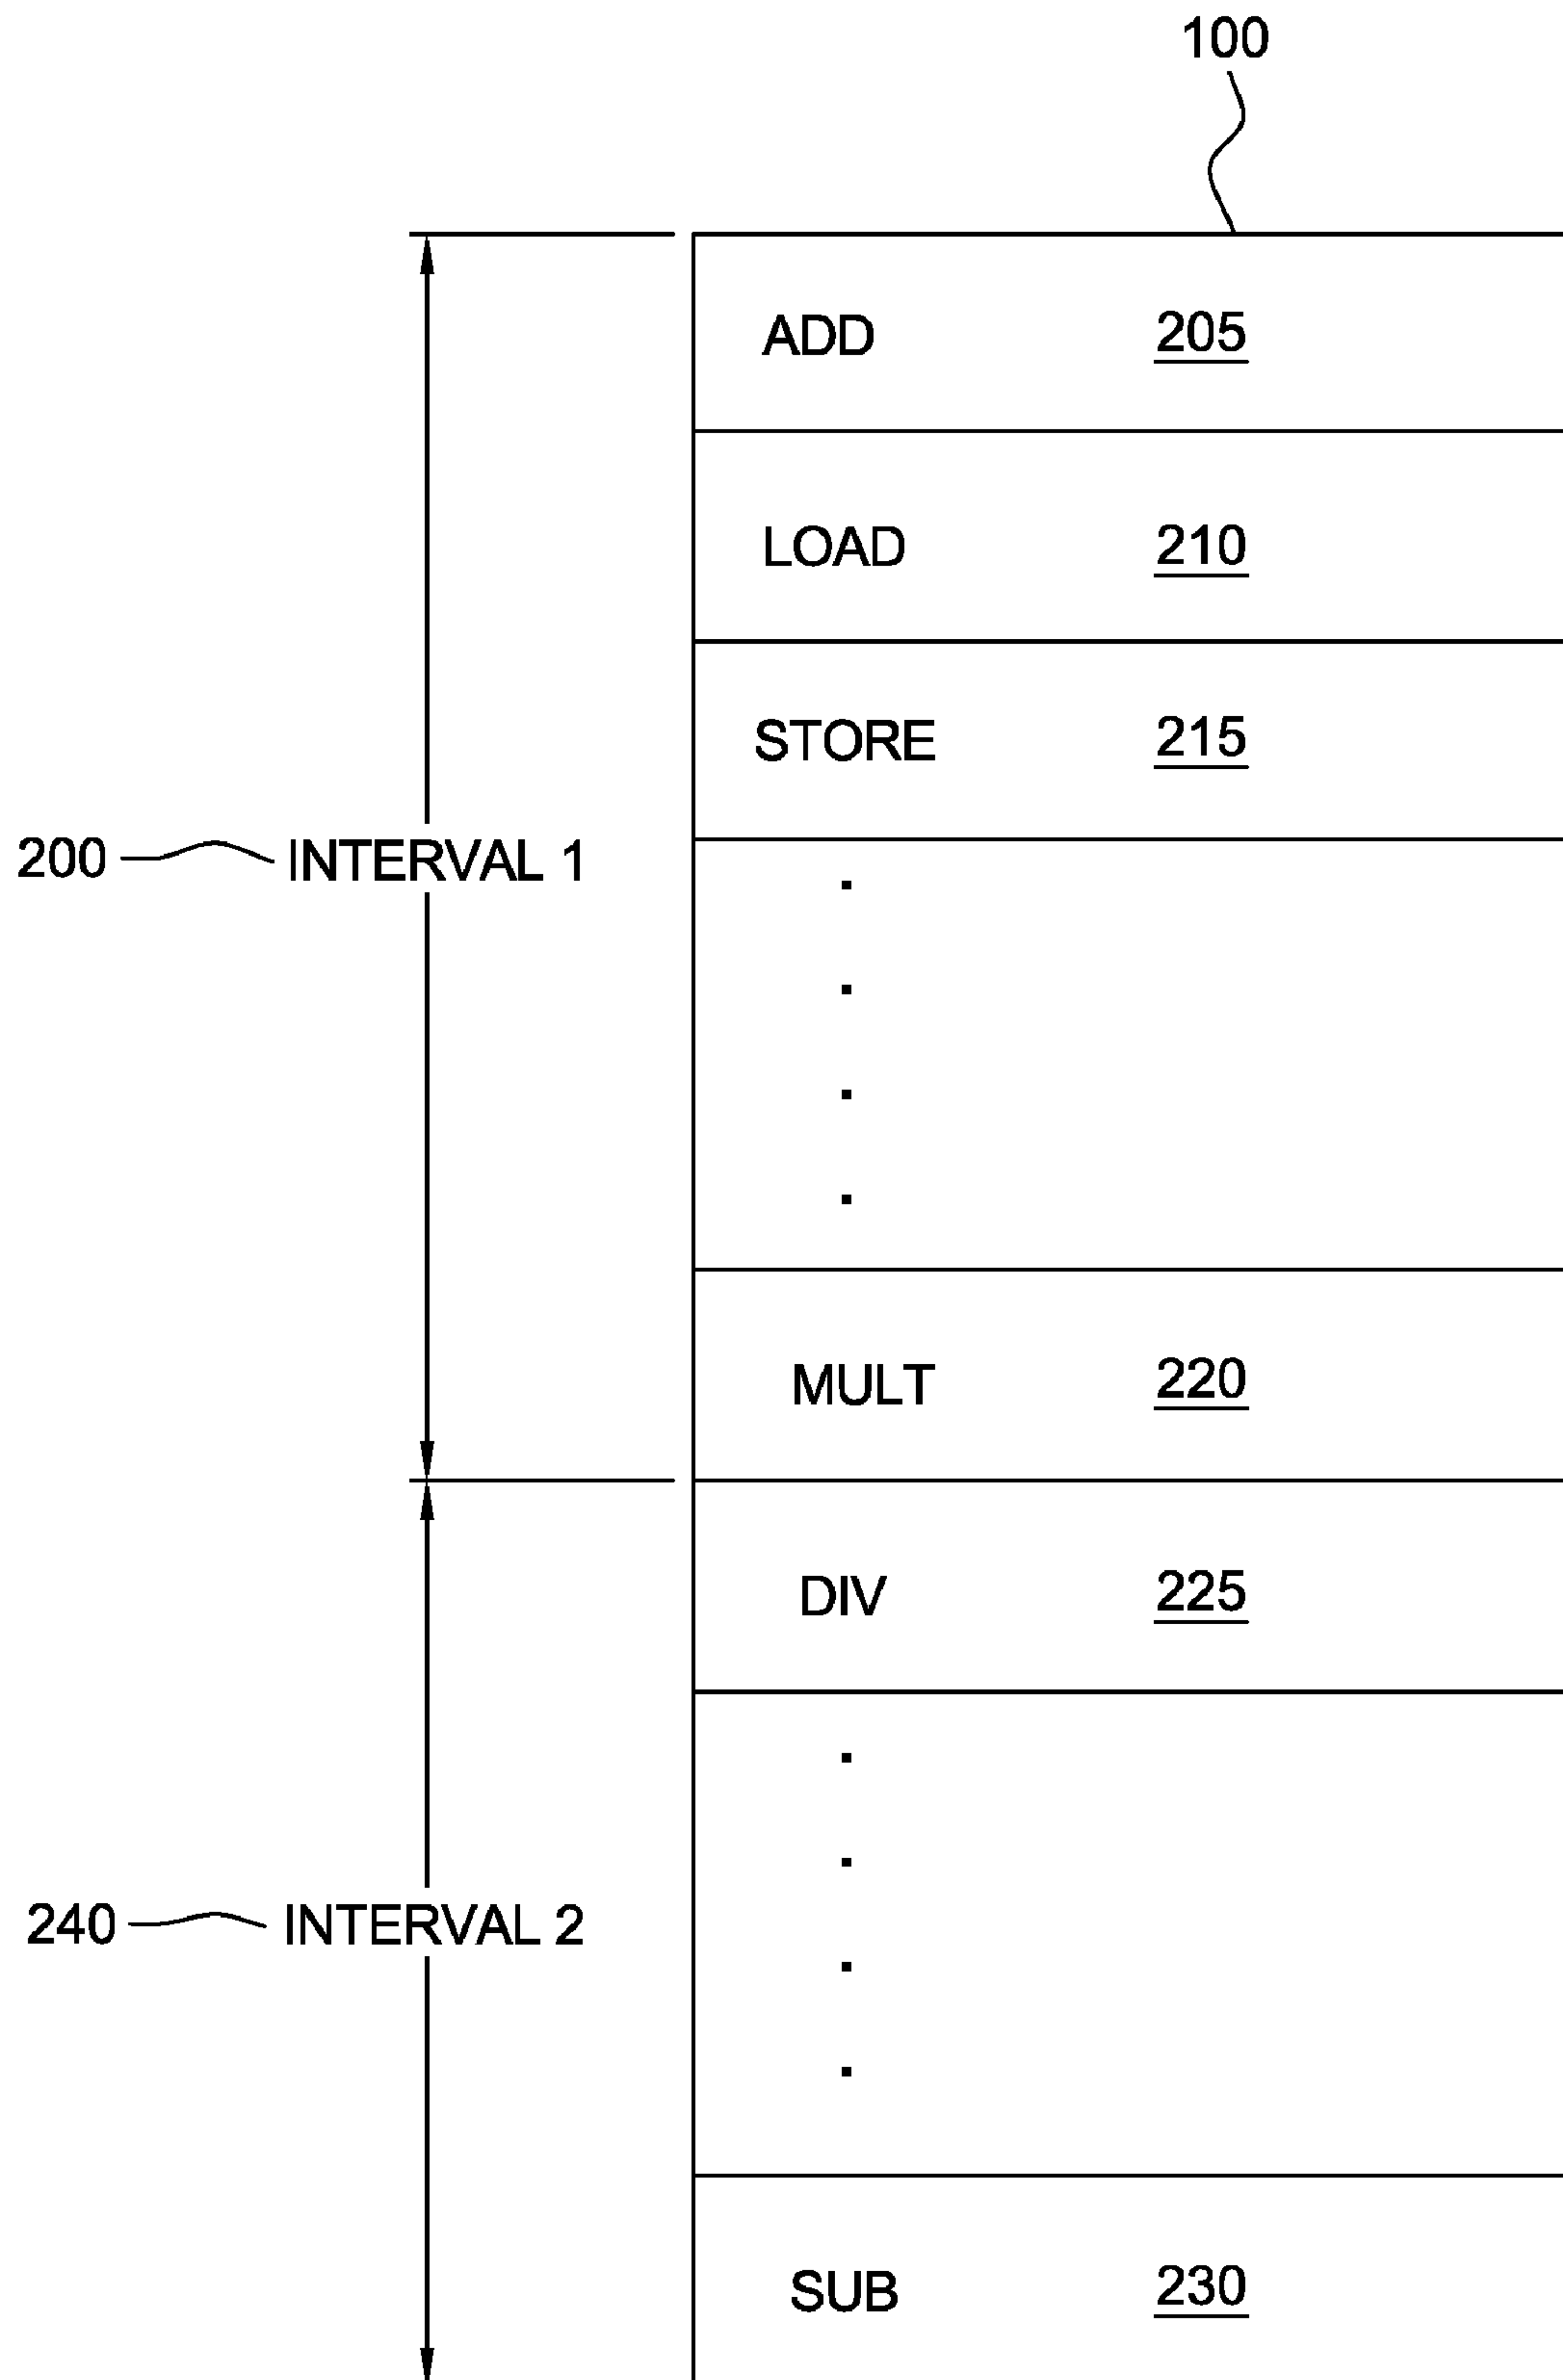 100
ADD 205
LOAD 210
STORE 215
200 INTERVAL 1
MULT 220
DIV 225
240 INTERVAL 2
SUB 230